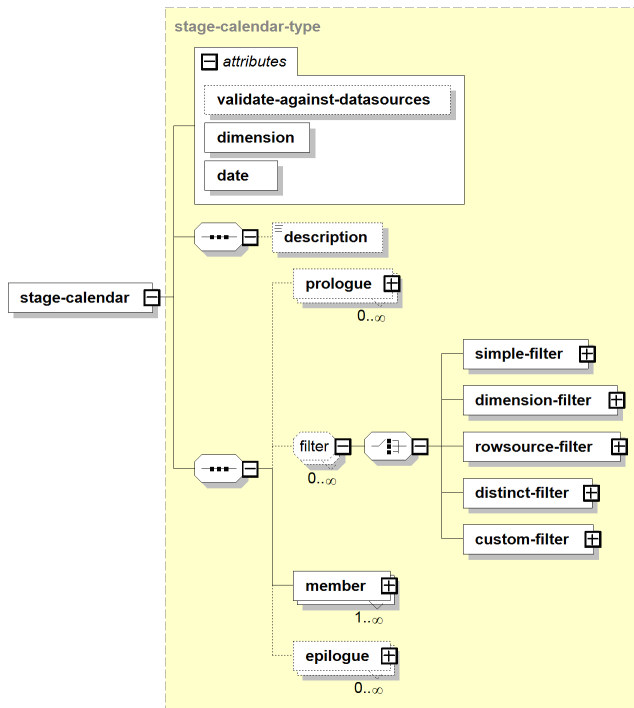 stage-calendar-type
attributes
validate-against-datasources
dimension
date
description
stage-calendar
prologue
0..∞
simple-filter
dimension-filter
filter
rowsource-filter
0..∞
distinct-filter
custom-filter
member
1..∞
epilogue
0..∞